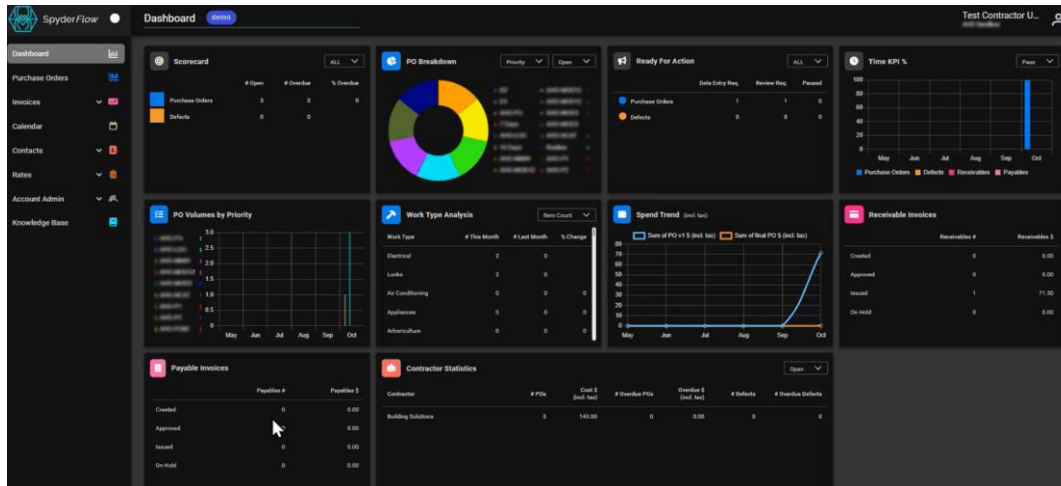 SpyderFlow
Dashboard demo
Test Contractor U...
Dashboard
Purchase Orders
Invoices
Calendar
Contacts
Rates
Account Admin
Knowledge Base
Scorecard ALL
# Open # Overdue % Overdue
Purchase Orders 3 0 0
Defects 0 0
PO Breakdown Priority Open
Ready For Action ALL
Data Entry Req. Review Req. Paused
Purchase Orders 1 1 0
Defects 0 0 0
Time KPI % Pass
100
80
60
40
20
0
May Jun Jul Aug Sep Oct
Purchase Orders Defects Receivables Payables
PO Volumes by Priority
3.0
2.5
2.0
1.5
1.0
0.5
0
May Jun Jul Aug Sep Oct
Work Type Analysis Item Count
Work Type # This Month # Last Month % Change
Electrical 2 0
Locks 2 0
Air Conditioning 0 0 0
Appliances 0 0 0
Arboriculture 0 0 0
Spend Trend (incl. tax)
Sum of PO v1 $ (incl. tax) Sum of final PO $ (incl. tax)
80
70
60
50
40
30
20
10
0
May Jun Jul Aug Sep Oct
Receivable Invoices
Receivables # Receivables $
Created 0 0.00
Approved 0 0.00
Issued 1 71.50
On Hold 0 0.00
Payable Invoices
Payables # Payables $
Created 0 0.00
Approved 0.00
Issued 0 0.00
On Hold 0 0.00
Contractor Statistics Open
Contractor # POs Cost $ (incl. tax) # Overdue POs Overdue $ (incl. tax) # Defects # Overdue Defects
Building Solutions 3 143.00 0 0.00 0 0